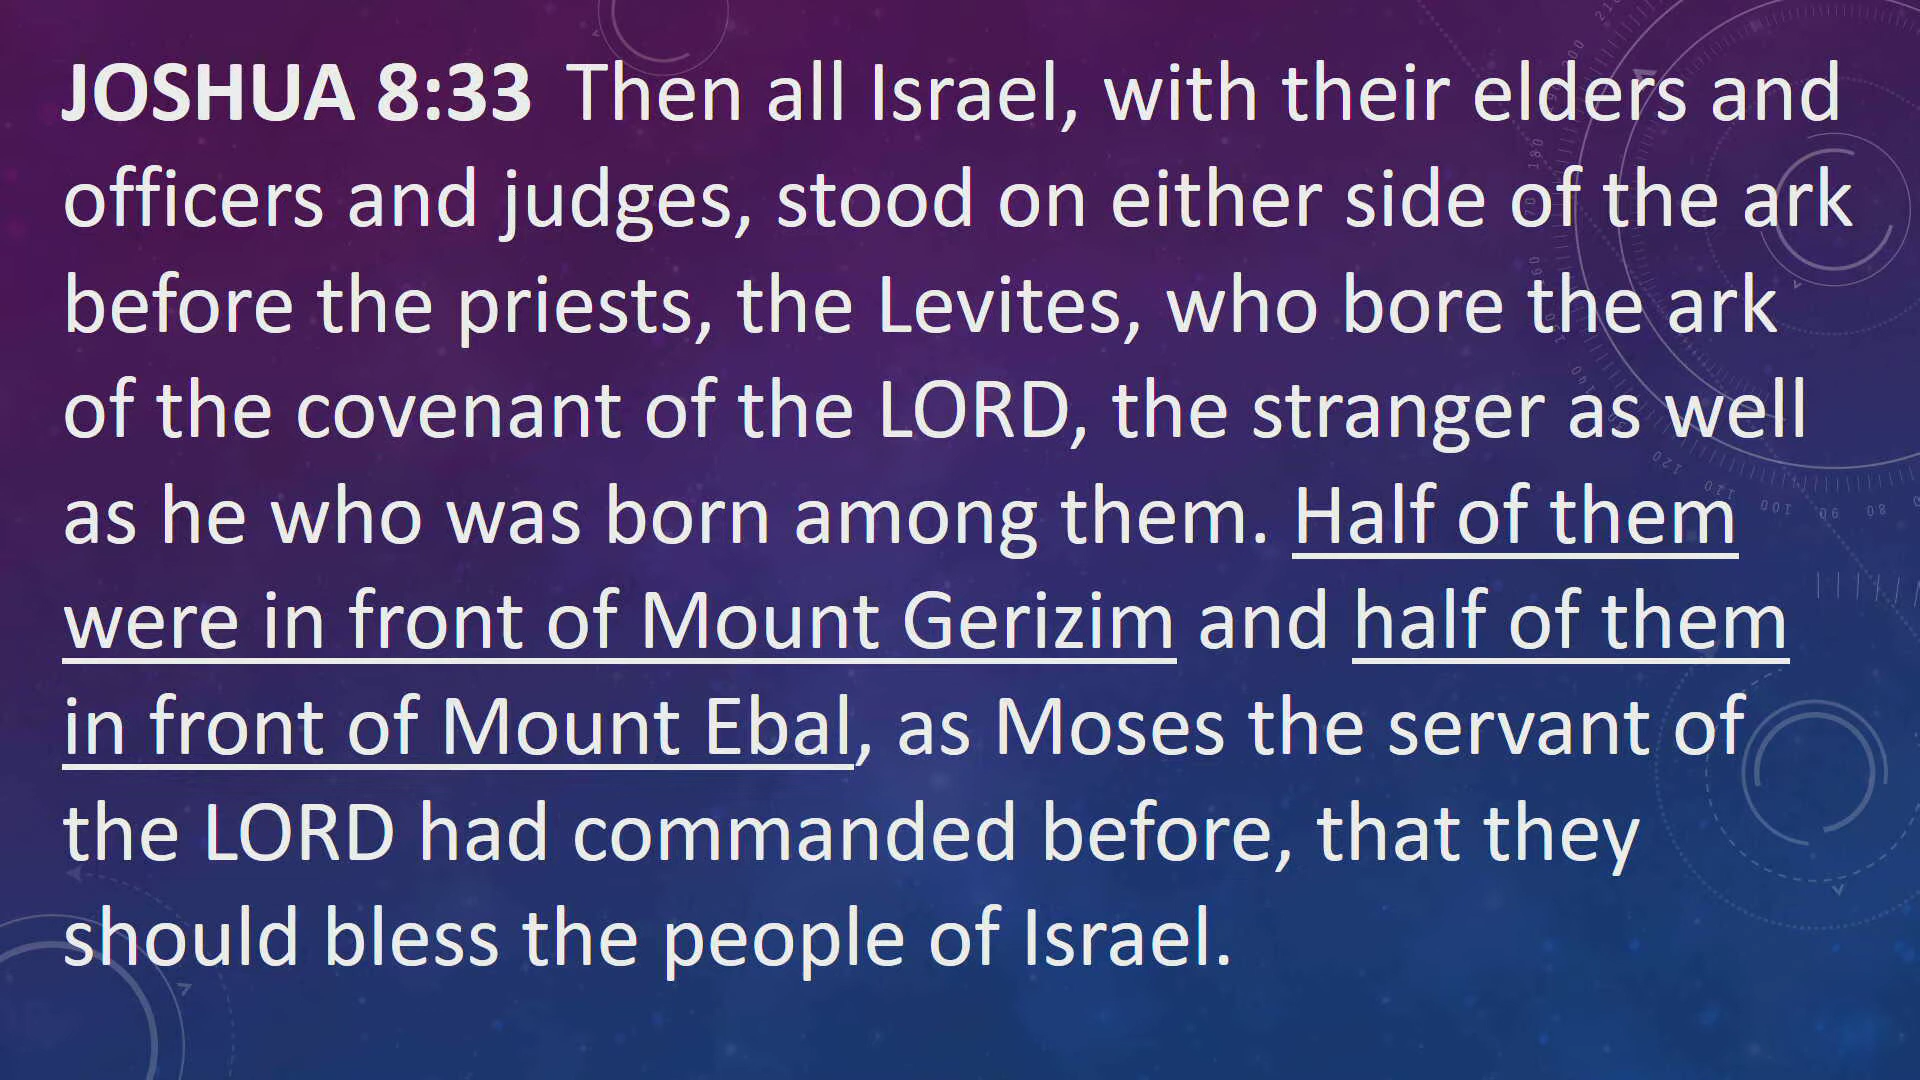 JOSHUA 8:33 Then all Israel, with their elders and
officers and judges, stood on either side of the ark
before the priests, the Levites, who bore the ark
of the covenant of the LORD, the stranger as well
as he who was born among them. Half of them
were in front of Mount Gerizim and half of them
in front of Mount Ebal, as Moses the servant of
the LORD had commanded before, that they
should bless the people of Israel.